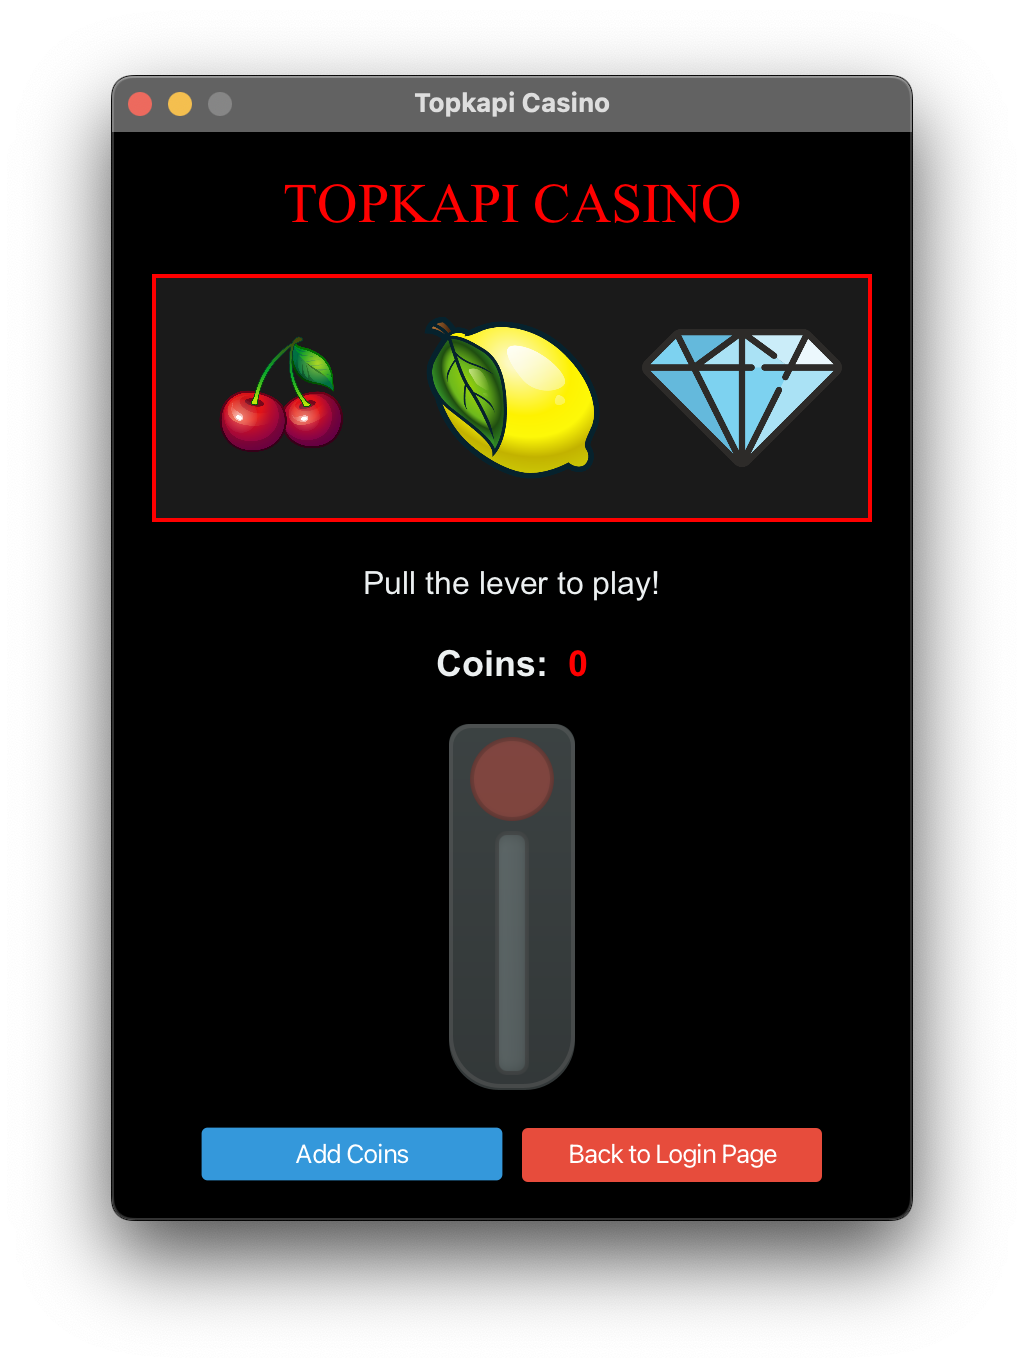 Topkapi Casino
TOPKAPI CASINO
Pull the lever to play!
Coins: 0
Add Coins
Back to Login Page